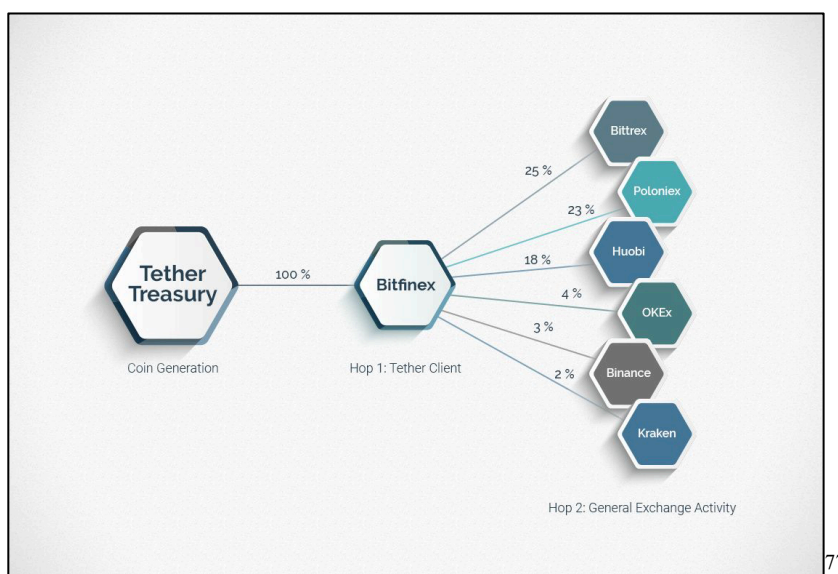 Bittrex
25 %
Poloniex
23 %
Huobi
18 %
Tether
Treasury
100 %
Bitfinex
4 %
OKEx
3 %
Binance
2 %
Kraken
Coin Generation
Hop 1: Tether Client
Hop 2: General Exchange Activity